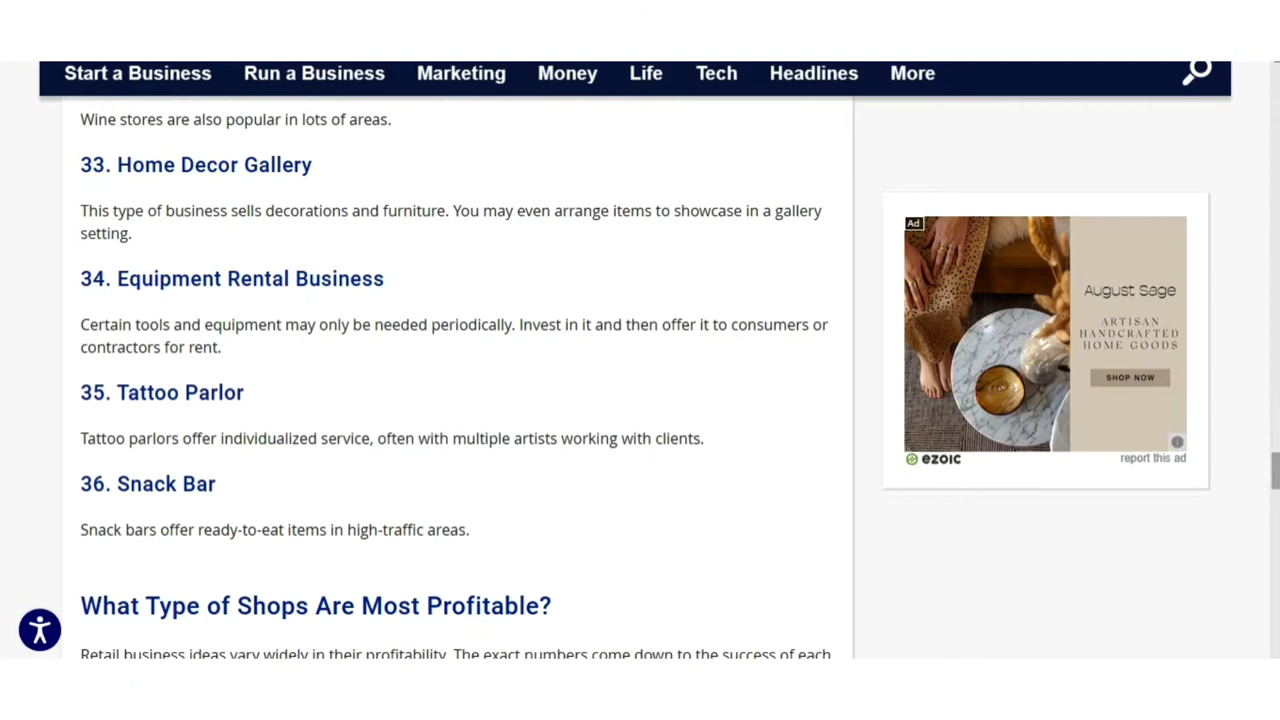 Start a Business Run a Business Marketing Money Life Tech Headlines More
Wine stores are also popular in lots of areas.
33. Home Decor Gallery
This type of business sells decorations and furniture. You may even arrange items to showcase in a gallery
setting.
34. Equipment Rental Business
Certain tools and equipment may only be needed periodically. Invest in it and then offer it to consumers or
contractors for rent.
35. Tattoo Parlor
Tattoo parlors offer individualized service, often with multiple artists working with clients.
36. Snack Bar
Snack bars offer ready-to-eat items in high-traffic areas.
What Type of Shops Are Most Profitable?
Retail business ideas vary widely in their profitability. The exact numbers come down to the success of each
Ad
August Sage
ARTISAN
HANDCRAFTED
HOME GOODS
SHOP NOW
ezoic
report this ad